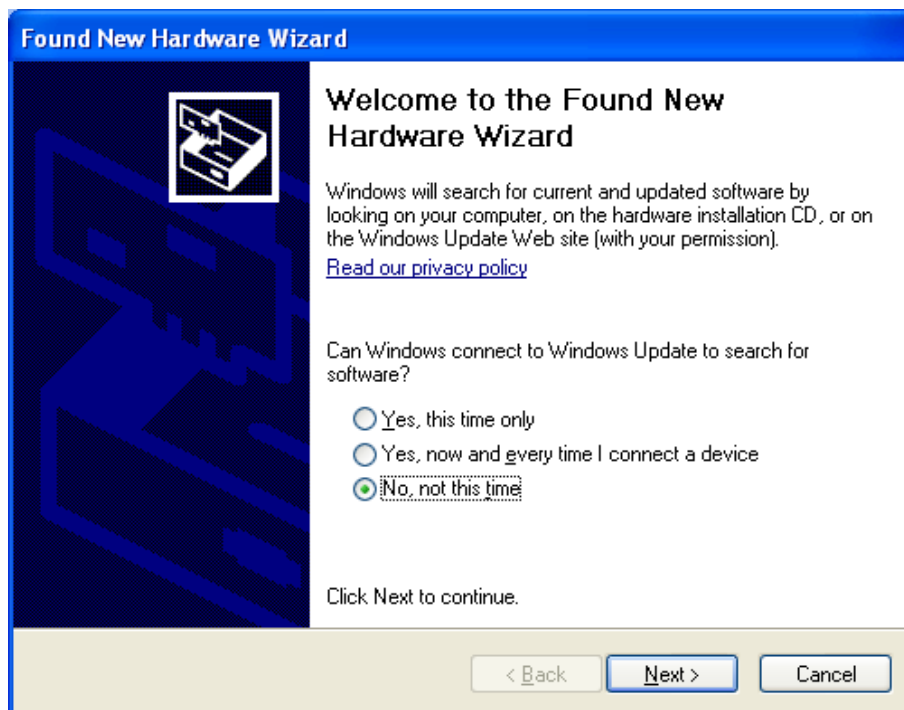 Found New Hardware Wizard
Welcome to the Found New
Hardware Wizard
Windows will search for current and updated software by
looking on your computer, on the hardware installation CD, or on
the Windows Update Web site (with your permission).
Read our privacy policy
Can Windows connect to Windows Update to search for
software?
Yes, this time only
Yes, now and every time I connect a device
No, not this time
Click Next to continue.
< Back Next > Cancel